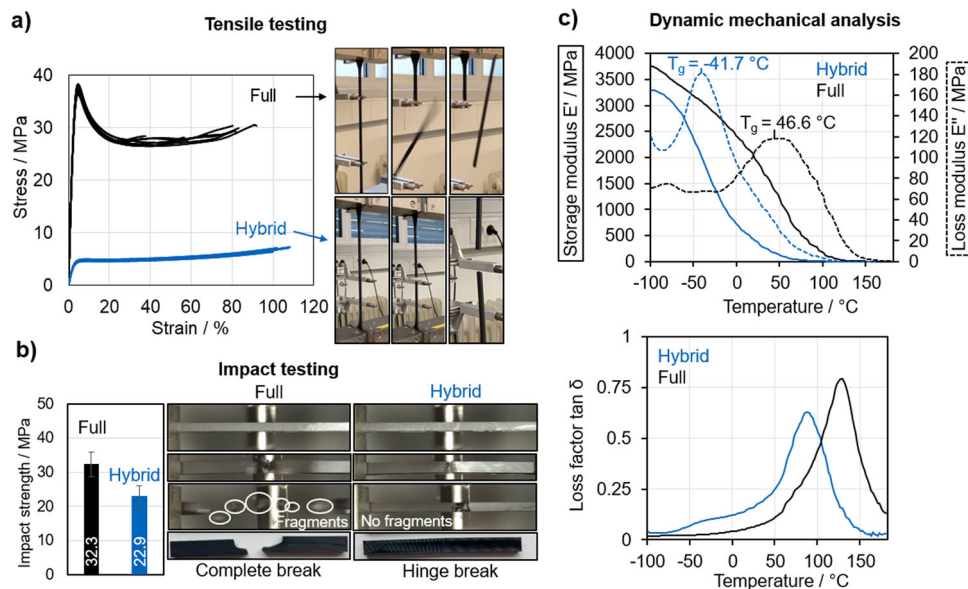 a)
Tensile testing
Stress / MPa
40
30
20
10
0
Full
Hybrid
0 20 40 60 80 100 120
Strain / %
b)
Impact testing
Full
Hybrid
Impact strength / MPa
50
40
30
20
10
0
Full
Hybrid
32.3
22.9
Fragments
No fragments
Complete break
Hinge break
c)
Dynamic mechanical analysis
Storage modulus E' / MPa
4000
3500
3000
2500
2000
1500
1000
500
0
Tg = -41.7 °C
Hybrid
Full
Tg = 46.6 °C
200
180
160
140
120
100
80
60
40
20
0
Loss modulus E'' / MPa
-100 -50 0 50 100 150
Temperature / °C
Loss factor tan δ
1
0.75
0.5
0.25
0
Hybrid
Full
-100 -50 0 50 100 150
Temperature / °C